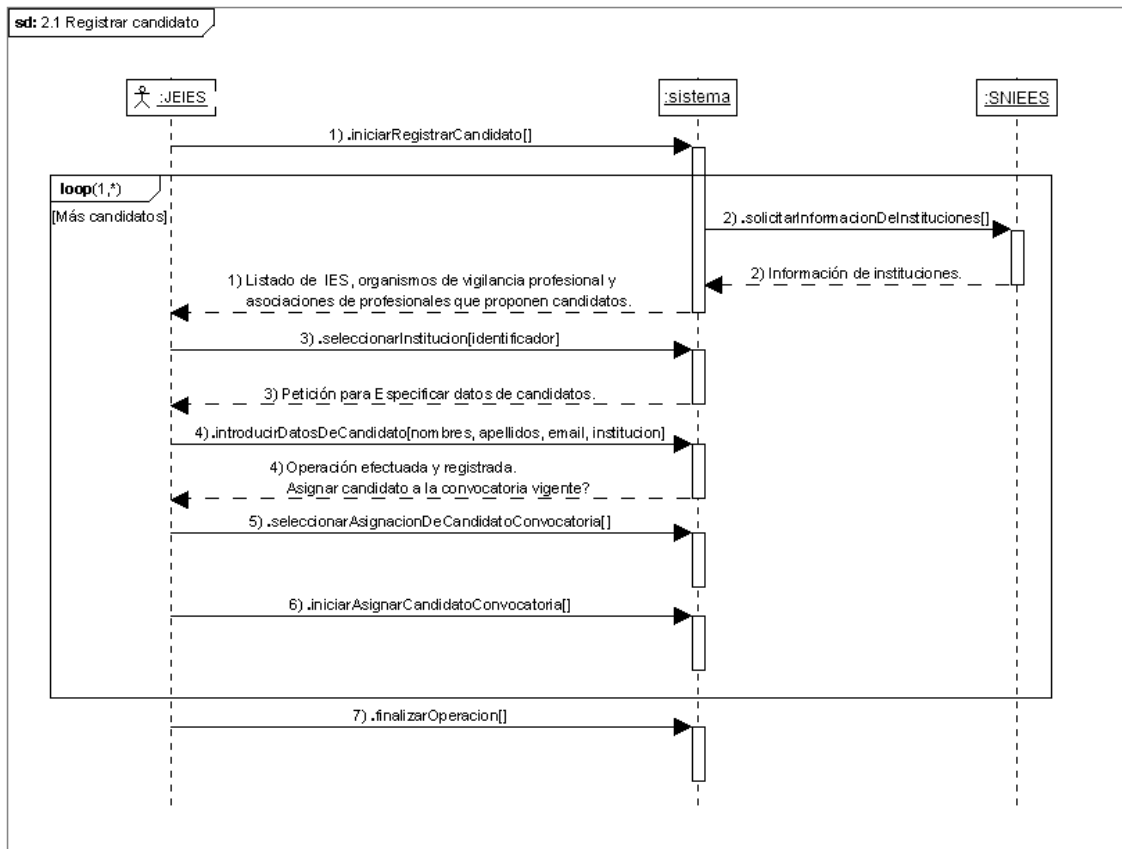 sd: 2.1 Registrar candidato
:JEIES
:sistema
:SNIEES
1) .iniciarRegistrarCandidato[]
loop(1,*)
[Más candidatos]
2) .solicitarInformacionDeInstituciones[]
2) Información de instituciones.
1) Listado de IES, organismos de vigilancia profesional y
asociaciones de profesionales que proponen candidatos.
3) .seleccionarInstitucion[identificador]
3) Petición para Especificar datos de candidatos.
4) .introducirDatosDeCandidato[nombres, apellidos, email, institucion]
4) Operación efectuada y registrada.
Asignar candidato a la convocatoria vigente?
5) .seleccionarAsignacionDeCandidatoConvocatoria[]
6) .iniciarAsignarCandidatoConvocatoria[]
7) .finalizarOperacion[]